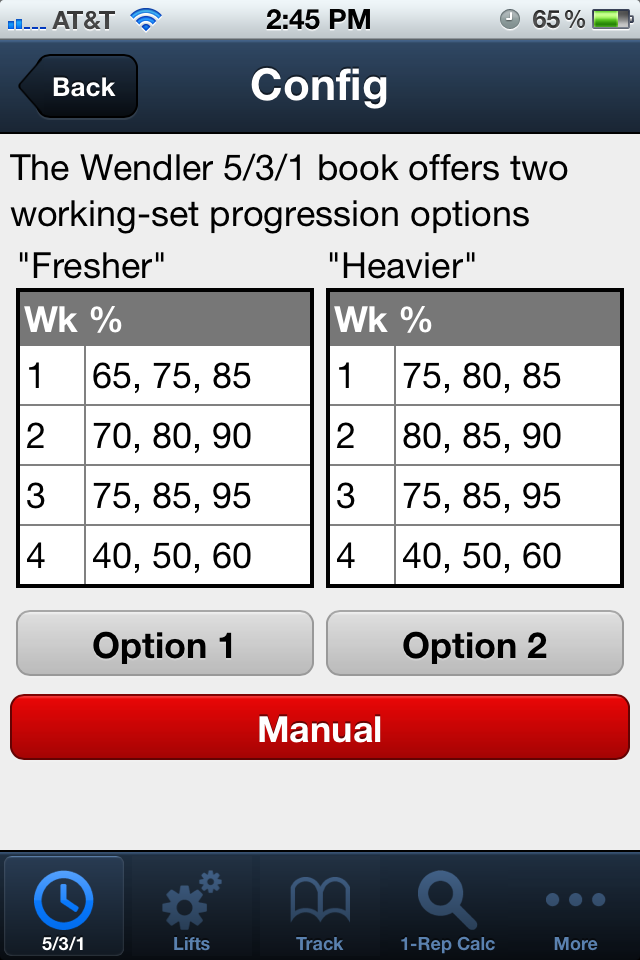 AT&T 2:45 PM 65%
Back Config
The Wendler 5/3/1 book offers two
working-set progression options
"Fresher" "Heavier"
Wk % Wk %
1 65, 75, 85 1 75, 80, 85
2 70, 80, 90 2 80, 85, 90
3 75, 85, 95 3 75, 85, 95
4 40, 50, 60 4 40, 50, 60
Option 1 Option 2
Manual
5/3/1 Lifts Track 1-Rep Calc More